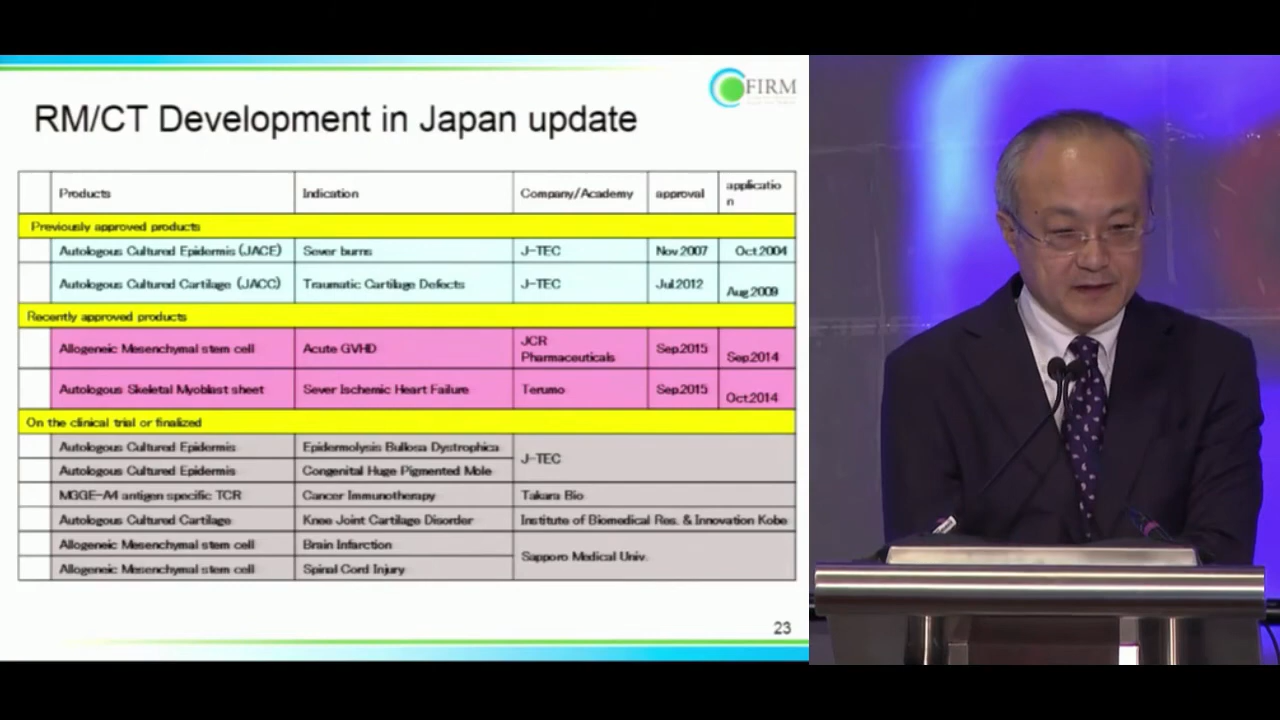 FIRM
RM/CT Development in Japan update
Products Indication Company/Academy approval applicatio
n
Previously approved products
Autologous Cultured Epidermis (JACE) Sever burns J-TEC Nov.2007 Oct.2004
Autologous Cultured Cartilage (JACC) Traumatic Cartilage Defects J-TEC Jul.2012 Aug.2009
Recently approved products
Allogeneic Mesenchymal stem cell Acute GVHD JCR Pharmaceuticals Sep.2015 Sep.2014
Autologous Skeletal Myoblast sheet Sever Ischemic Heart Failure Terumo Sep.2015 Oct.2014
On the clinical trial or finalized
Autologous Cultured Epidermis Epidermolysis Bullosa Dystrophica J-TEC
Autologous Cultured Epidermis Congenital Huge Pigmented Mole
antigen specific TCR Cancer Immunotherapy Takara Bio
Autologous Cultured Cartilage Knee Joint Cartilage Disorder Institute of Biomedical Res. & Innovation Kobe
Allogeneic Mesenchymal stem cell Brain Infarction Sapporo Medical Univ.
Allogeneic Mesenchymal stem cell Spinal Cord Injury
23